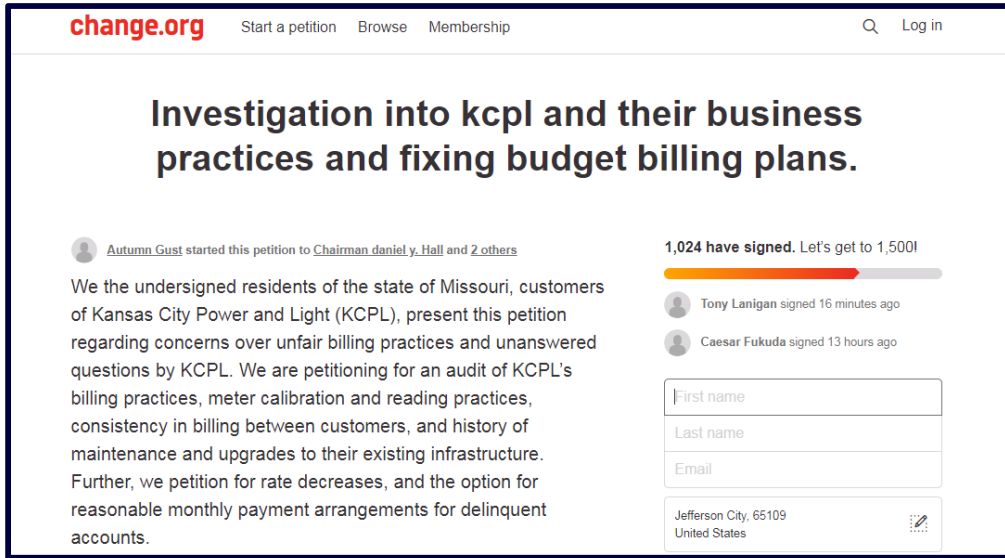 change.org Start a petition Browse Membership Log in
Investigation into kcpl and their business
practices and fixing budget billing plans.
Autumn Gust started this petition to Chairman daniel y. Hall and 2 others
We the undersigned residents of the state of Missouri, customers
of Kansas City Power and Light (KCPL), present this petition
regarding concerns over unfair billing practices and unanswered
questions by KCPL. We are petitioning for an audit of KCPL's
billing practices, meter calibration and reading practices,
consistency in billing between customers, and history of
maintenance and upgrades to their existing infrastructure.
Further, we petition for rate decreases, and the option for
reasonable monthly payment arrangements for delinquent
accounts.
1,024 have signed. Let's get to 1,500!
Tony Lanigan signed 16 minutes ago
Caesar Fukuda signed 13 hours ago
First name
Last name
Email
Jefferson City, 65109
United States